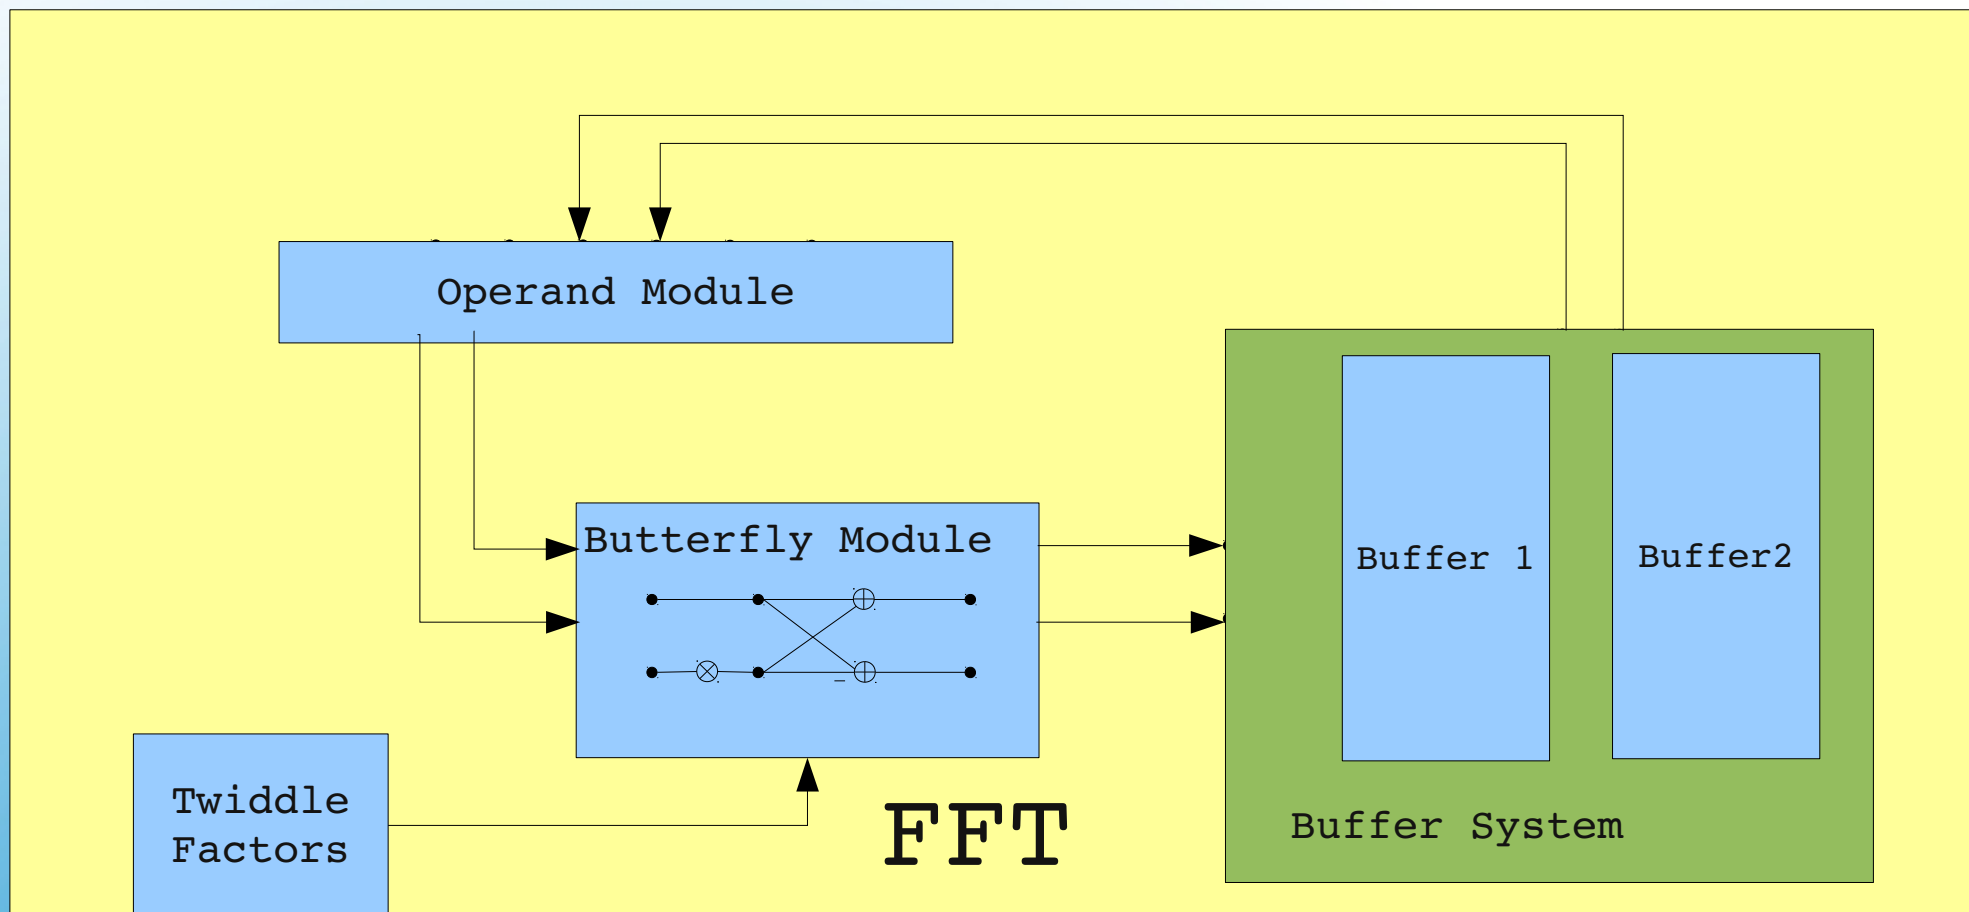 Operand Module
Butterfly Module
Buffer 1
Buffer2
Twiddle
Factors
FFT
Buffer System